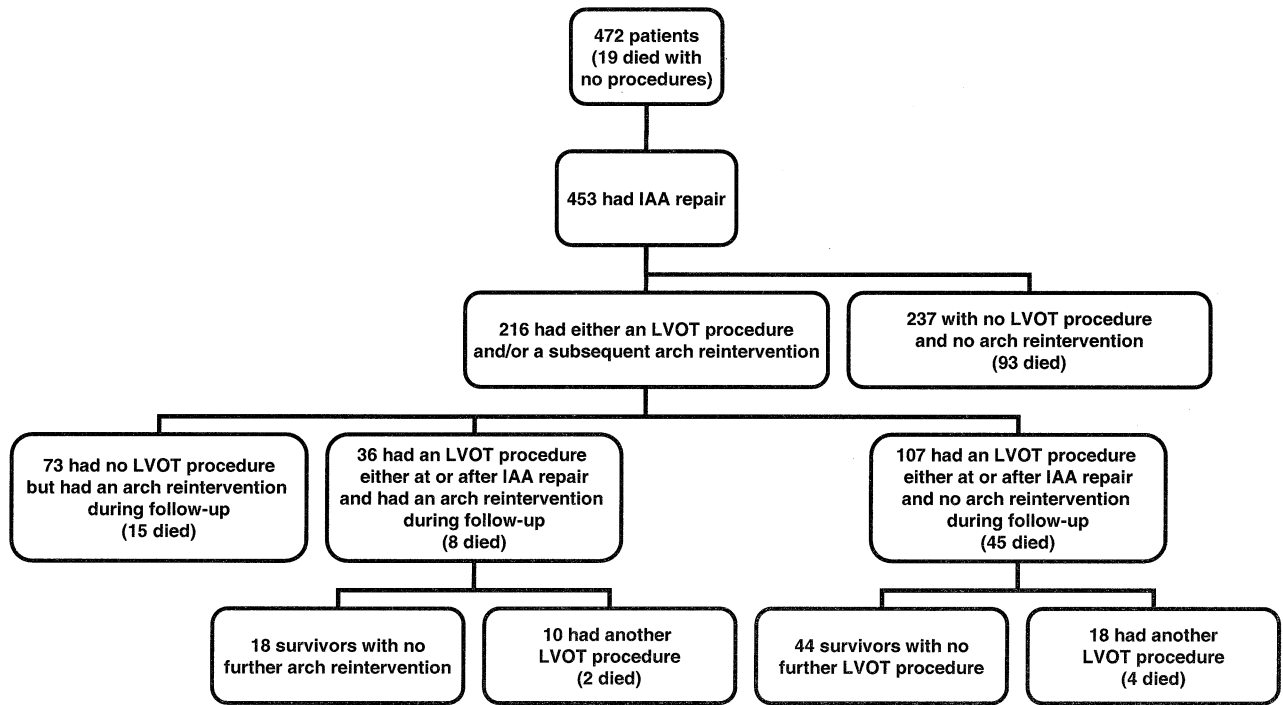 472 patients
(19 died with
no procedures)
453 had IAA repair
216 had either an LVOT procedure
and/or a subsequent arch reintervention
237 with no LVOT procedure
and no arch reintervention
(93 died)
73 had no LVOT procedure
but had an arch reintervention
during follow-up
(15 died)
36 had an LVOT procedure
either at or after IAA repair
and had an arch reintervention
during follow-up
(8 died)
107 had an LVOT procedure
either at or after IAA repair
and no arch reintervention
during follow-up
(45 died)
18 survivors with no
further arch reintervention
10 had another
LVOT procedure
(2 died)
44 survivors with no
further LVOT procedure
18 had another
LVOT procedure
(4 died)